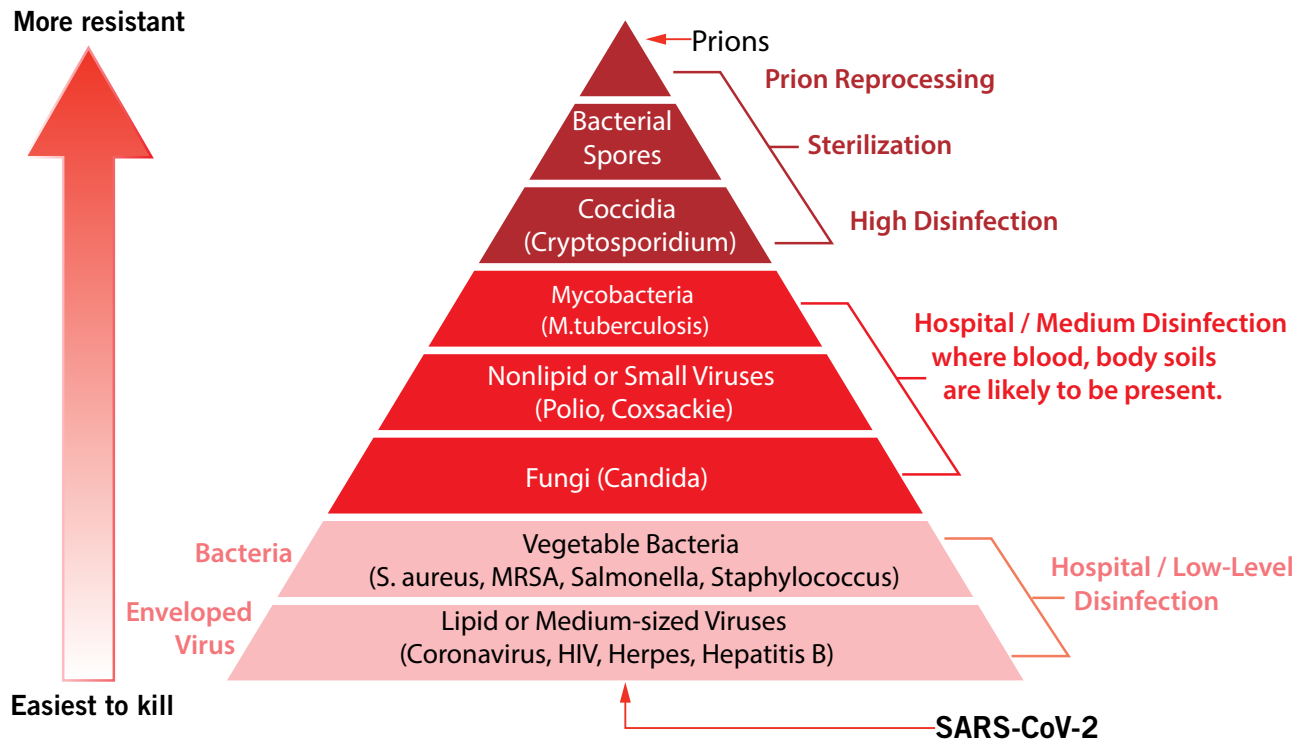 More resistant
Prions
Prion Reprocessing
Bacterial
Spores
Sterilization
Coccidia
(Cryptosporidium)
High Disinfection
Mycobacteria
(M.tuberculosis)
Hospital / Medium Disinfection
where blood, body soils
are likely to be present.
Nonlipid or Small Viruses
(Polio, Coxsackie)
Fungi (Candida)
Bacteria
Vegetable Bacteria
(S. aureus, MRSA, Salmonella, Staphylococcus)
Hospital / Low-Level
Disinfection
Enveloped
Virus
Lipid or Medium-sized Viruses
(Coronavirus, HIV, Herpes, Hepatitis B)
Easiest to kill
SARS-CoV-2